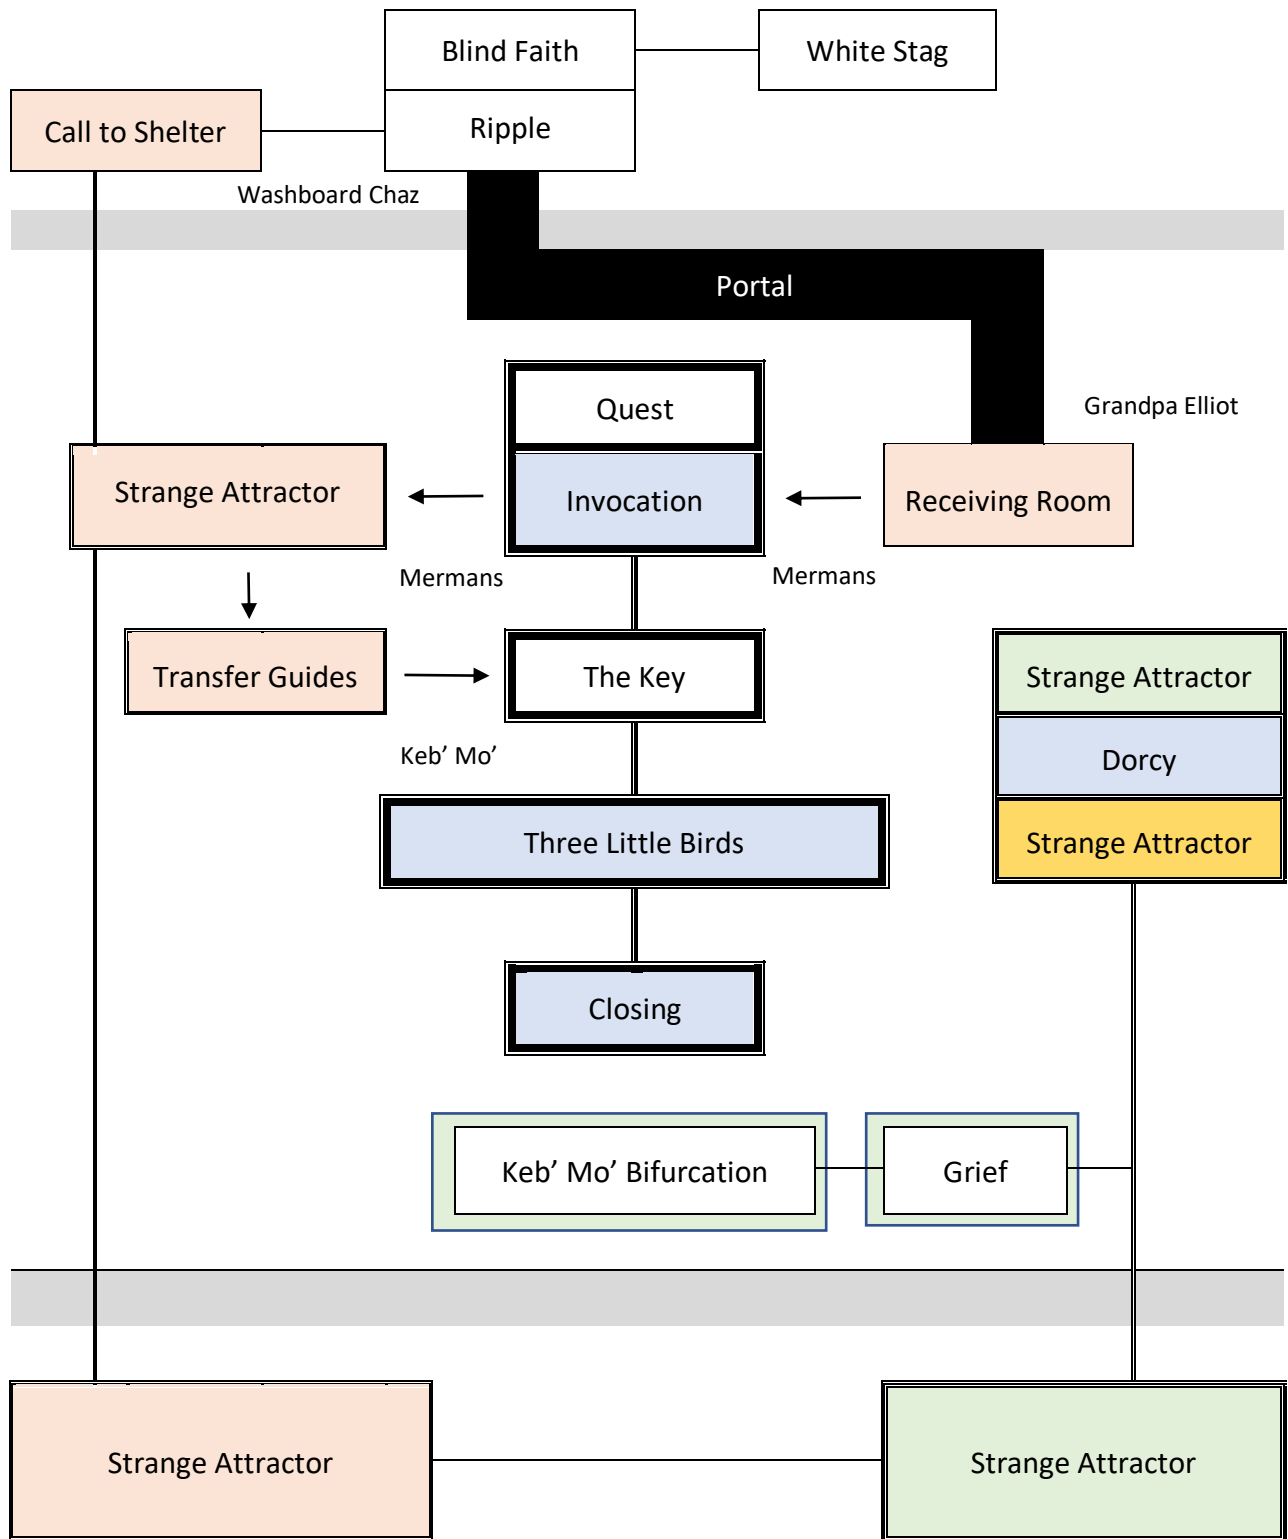 Blind Faith
White Stag
Call to Shelter
Ripple
Washboard Chaz
Portal
Quest
Grandpa Elliot
Strange Attractor
Invocation
Receiving Room
Mermans
Mermans
Transfer Guides
The Key
Strange Attractor
Keb’ Mo’
Dorcy
Three Little Birds
Strange Attractor
Closing
Keb’ Mo’ Bifurcation
Grief
Strange Attractor
Strange Attractor